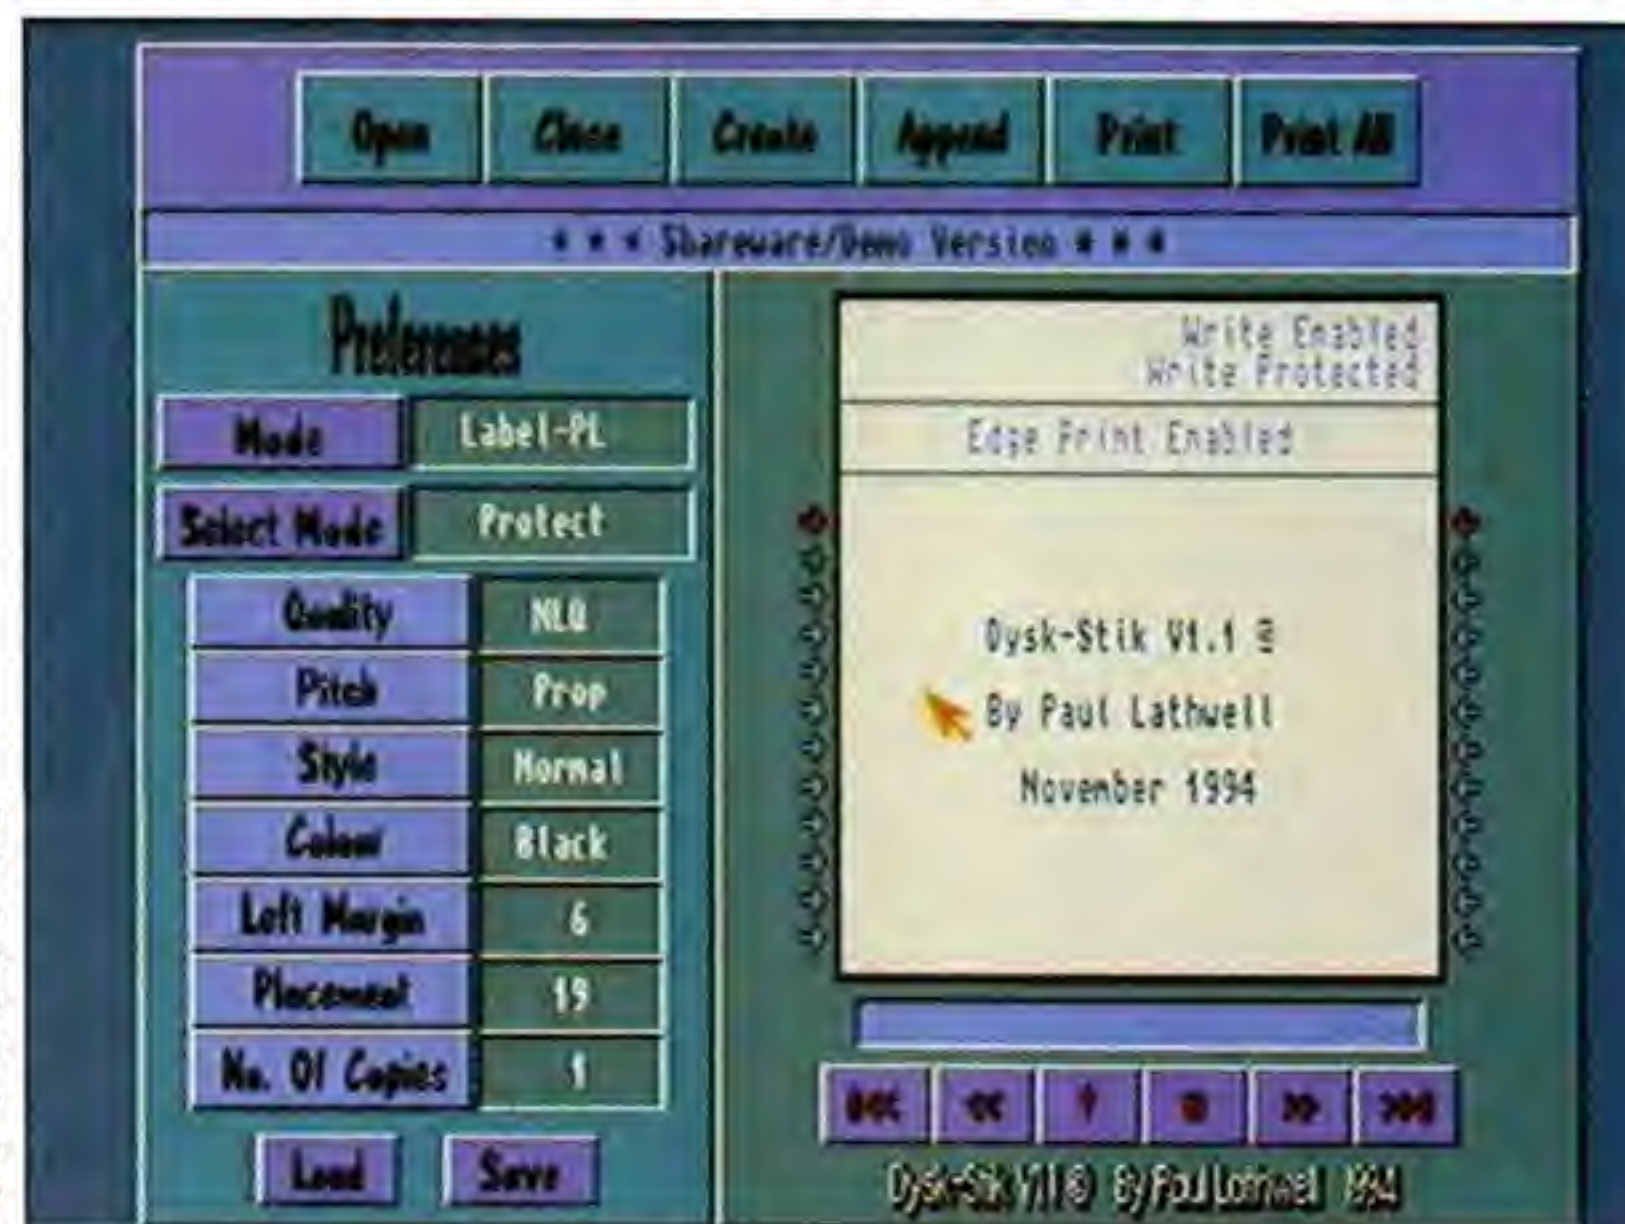 Open Close Create Append Print Print All
* * * Shareware/Demo Version * * *
Preferences
Mode Label-PL
Select Mode Protect
Quality NLQ
Pitch Prop
Style Normal
Colour Black
Left Margin 6
Placement 19
No. Of Copies 1
Load Save
Write Enabled
Write Protected
Edge Print Enabled
Dysk-Stik V1.1 ©
By Paul Lathwell
November 1994
Dysk-Stik V1.1 © By Paul Lathwell 1994